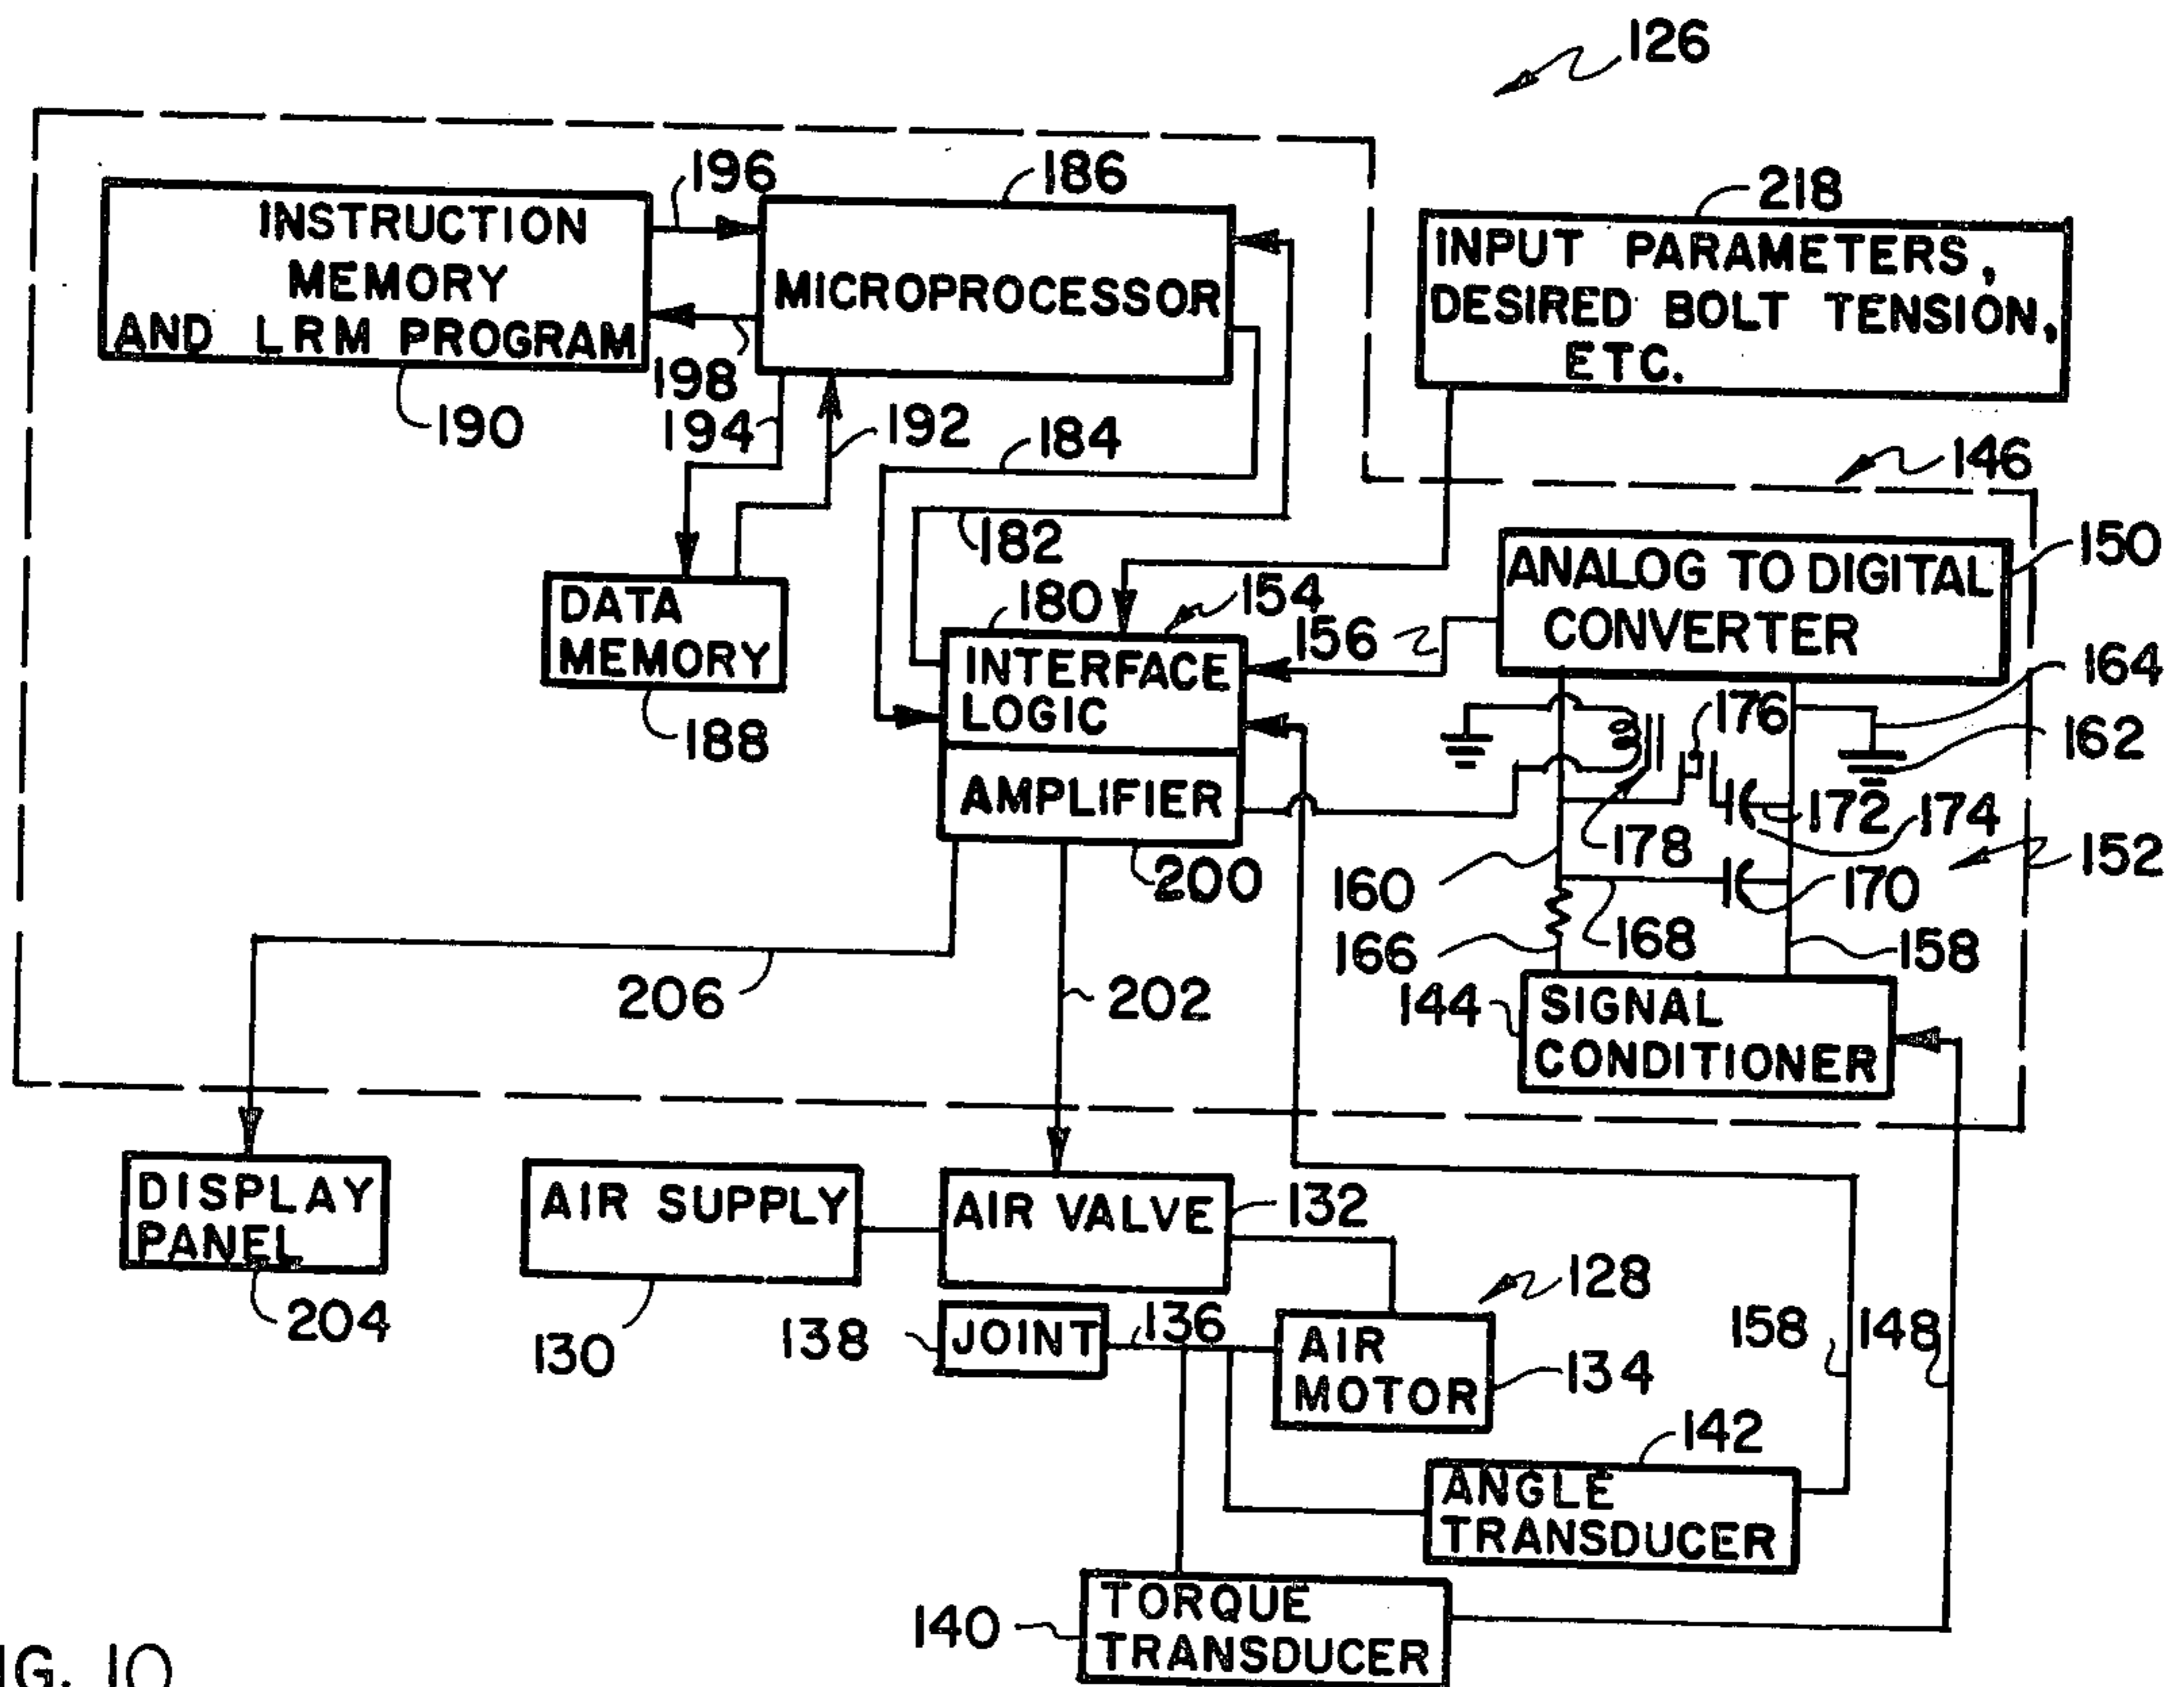 126
196
186
218
INSTRUCTION
MEMORY
AND LRM PROGRAM
MICROPROCESSOR
INPUT PARAMETERS,
DESIRED BOLT TENSION,
ETC.
198
190
194
192
184
146
182
150
ANALOG TO DIGITAL
CONVERTER
DATA
MEMORY
188
180
154
156
INTERFACE
LOGIC
AMPLIFIER
200
164
162
176
172
174
178
152
160
170
166
168
158
206
202
144
SIGNAL
CONDITIONER
DISPLAY
PANEL
204
AIR SUPPLY
130
AIR VALVE
132
128
138
JOINT
136
AIR
MOTOR
134
158
148
142
ANGLE
TRANSDUCER
140
TORQUE
TRANSDUCER
IG. 10